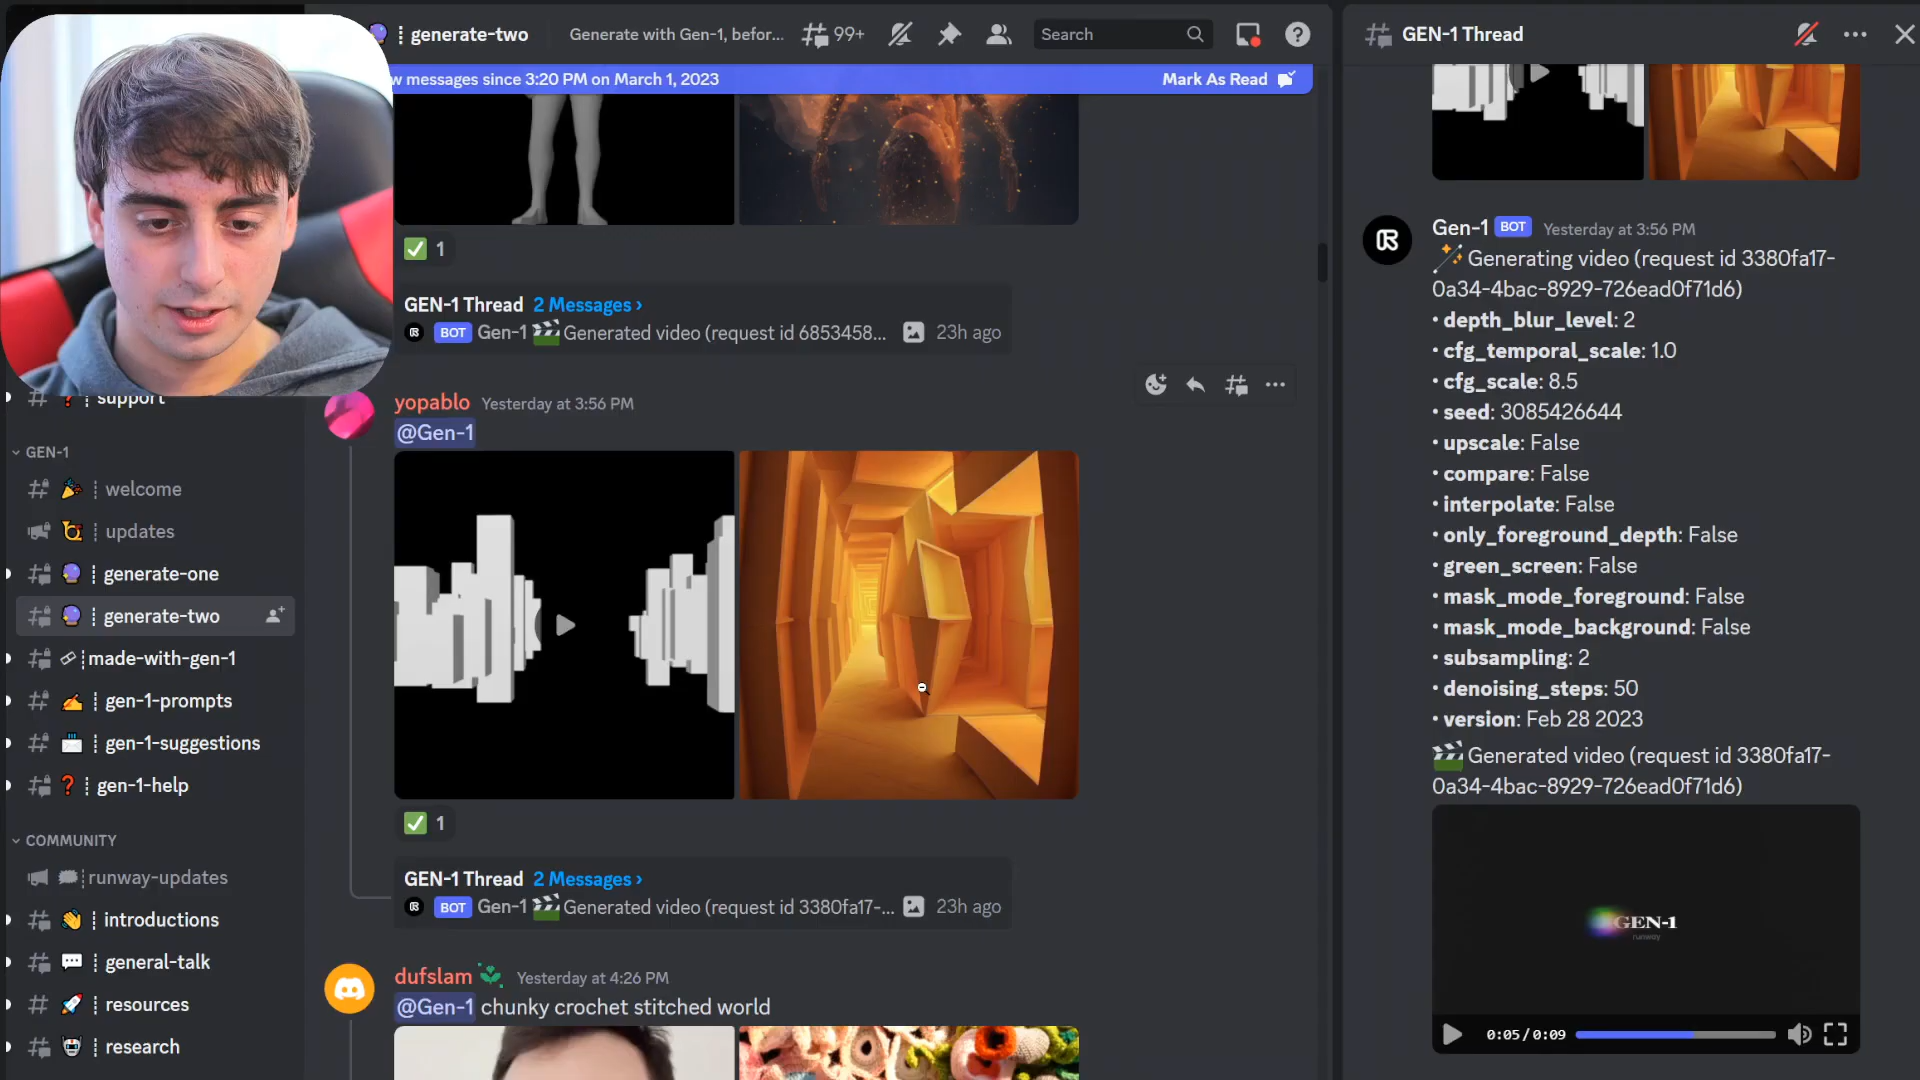 generate-two
Generate with Gen-1, befor...
99+
Search
w messages since 3:20 PM on March 1, 2023
Mark As Read
1
GEN-1 Thread 2 Messages ›
BOT Gen-1 Generated video (request id 6853458... 23h ago
yopablo Yesterday at 3:56 PM
@Gen-1
1
GEN-1 Thread 2 Messages ›
BOT Gen-1 Generated video (request id 3380fa17-... 23h ago
dufslam Yesterday at 4:26 PM
@Gen-1 chunky crochet stitched world
support
GEN-1
welcome
updates
generate-one
generate-two
made-with-gen-1
gen-1-prompts
gen-1-suggestions
gen-1-help
COMMUNITY
runway-updates
introductions
general-talk
resources
research
GEN-1 Thread
Gen-1 BOT Yesterday at 3:56 PM
Generating video (request id 3380fa17-
0a34-4bac-8929-726ead0f71d6)
• depth_blur_level: 2
• cfg_temporal_scale: 1.0
• cfg_scale: 8.5
• seed: 3085426644
• upscale: False
• compare: False
• interpolate: False
• only_foreground_depth: False
• green_screen: False
• mask_mode_foreground: False
• mask_mode_background: False
• subsampling: 2
• denoising_steps: 50
• version: Feb 28 2023
Generated video (request id 3380fa17-
0a34-4bac-8929-726ead0f71d6)
GEN-1
runway
0:05/0:09